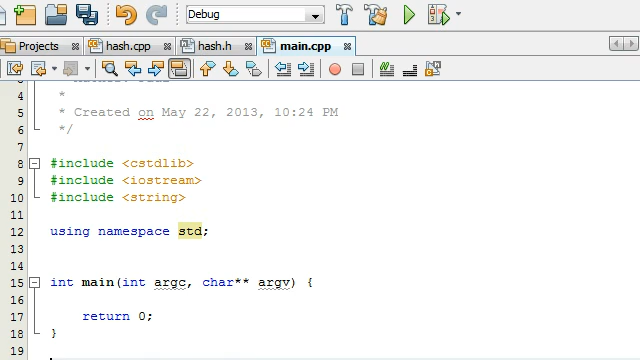 Debug
Projects hash.cpp hash.h main.cpp
4 *
5 * Created on May 22, 2013, 10:24 PM
6 */
7
8 #include <cstdlib>
9 #include <iostream>
10 #include <string>
11
12 using namespace std;
13
14
15 int main(int argc, char** argv) {
16
17 return 0;
18 }
19